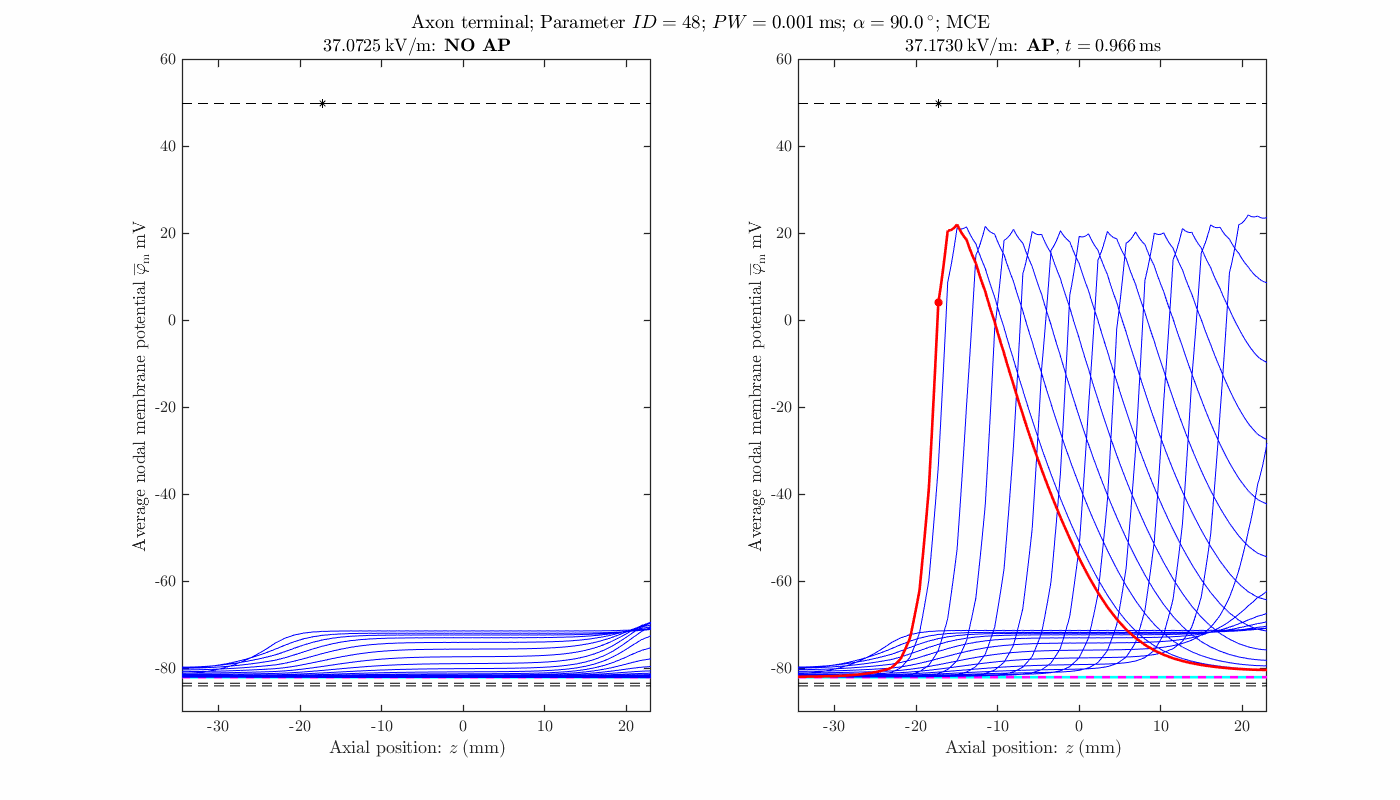 Axon terminal; Parameter ID = 48; PW = 0.001 ms; α = 90.0°; MCE
37.0725 kV/m: NO AP
60
40
20
0
-20
-40
-60
-80
Average nodal membrane potential φ̅m mV
-30 -20 -10 0 10 20
Axial position: z (mm)
37.1730 kV/m: AP, t = 0.966 ms
60
40
20
0
-20
-40
-60
-80
Average nodal membrane potential φ̅m mV
-30 -20 -10 0 10 20
Axial position: z (mm)